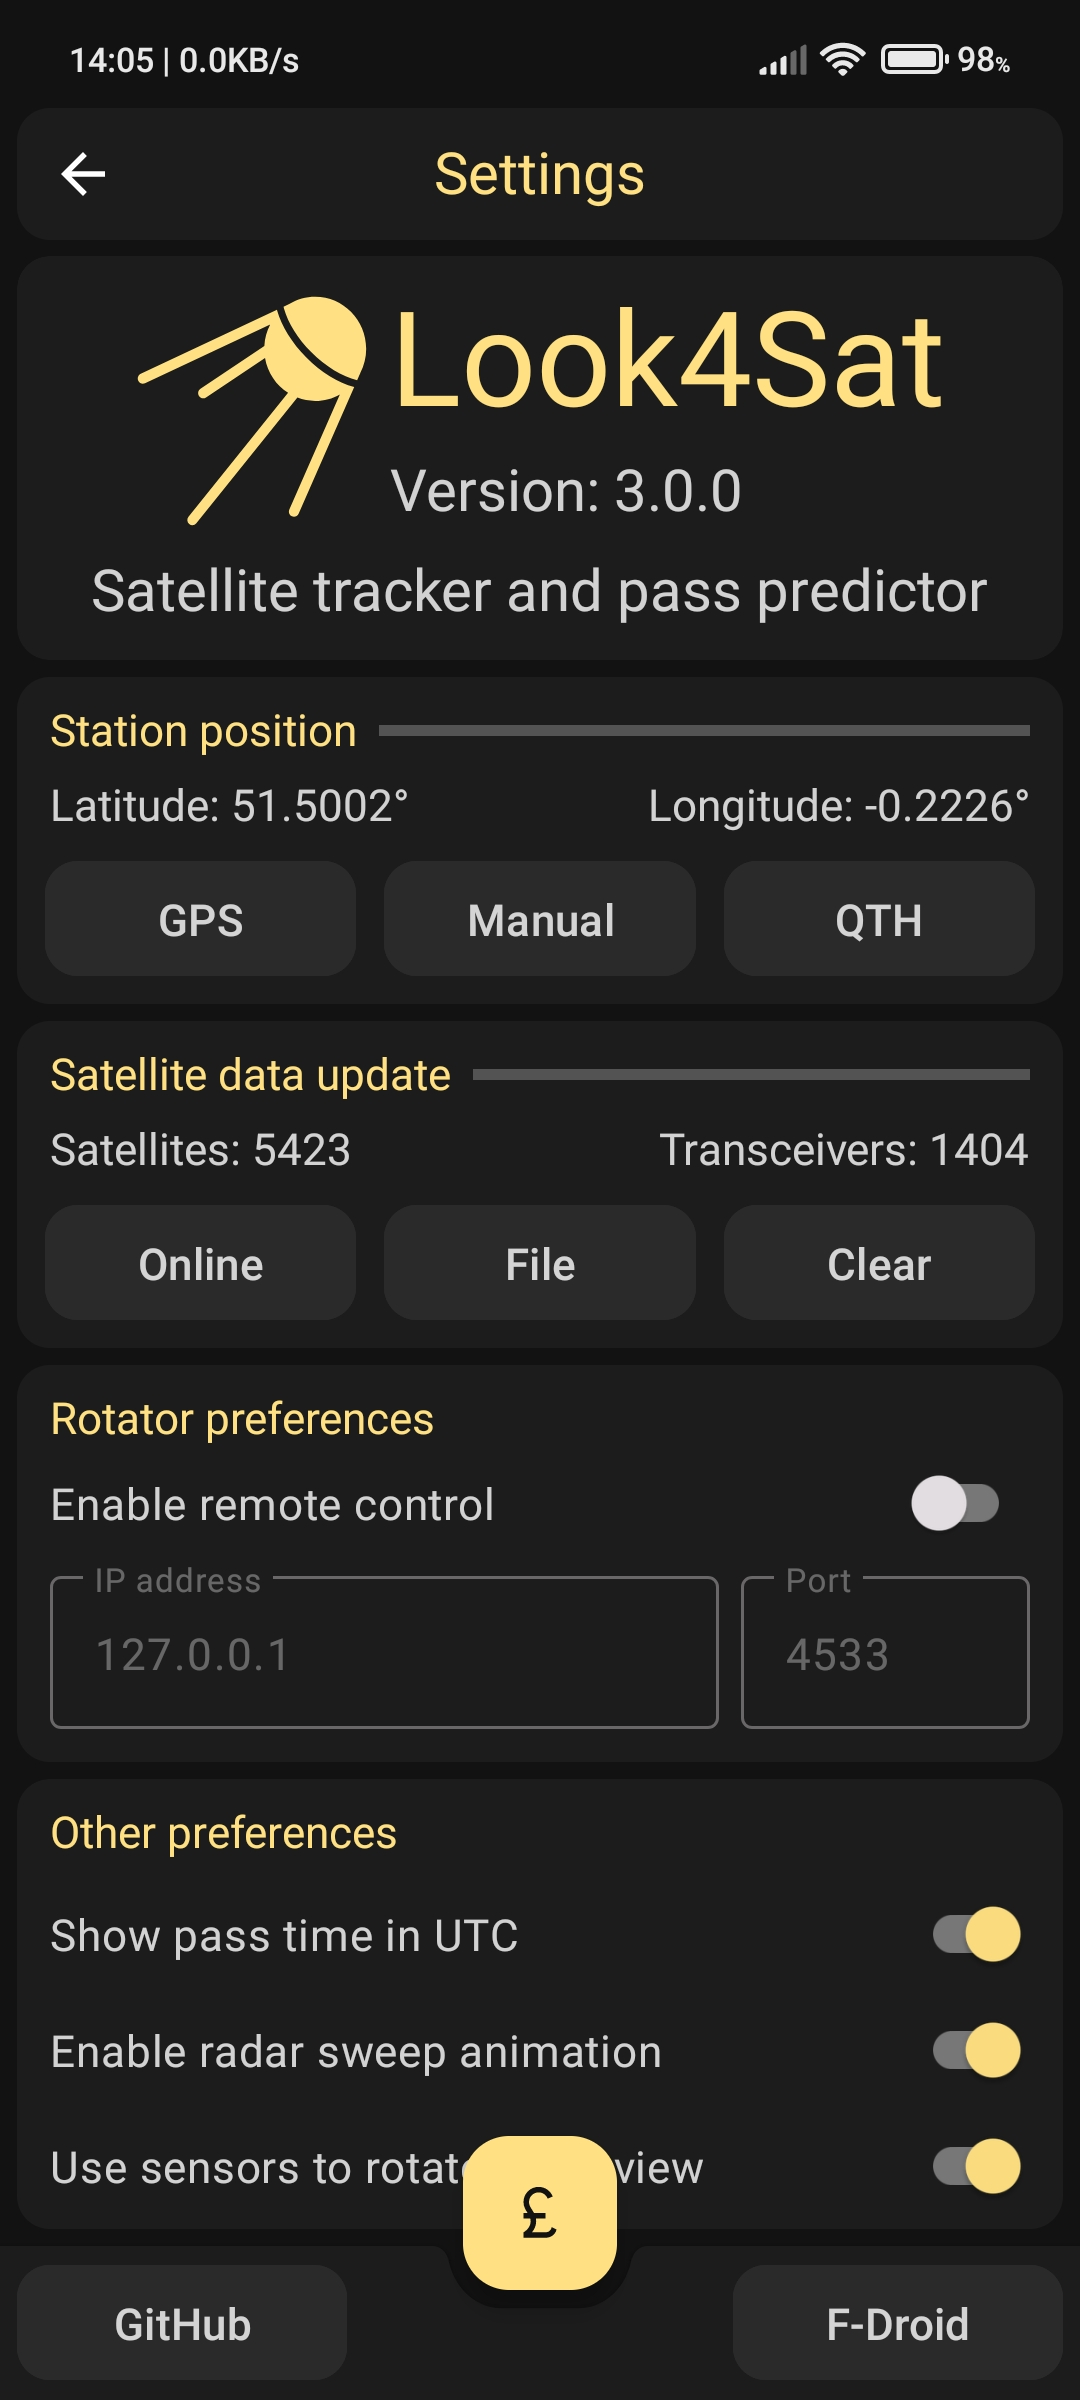 14:05 | 0.0KB/s 98%
Settings
Look4Sat
Version: 3.0.0
Satellite tracker and pass predictor
Station position
Latitude: 51.5002° Longitude: -0.2226°
GPS Manual QTH
Satellite data update
Satellites: 5423 Transceivers: 1404
Online File Clear
Rotator preferences
Enable remote control
IP address Port
127.0.0.1 4533
Other preferences
Show pass time in UTC
Enable radar sweep animation
Use sensors to rotate view
£
GitHub F-Droid